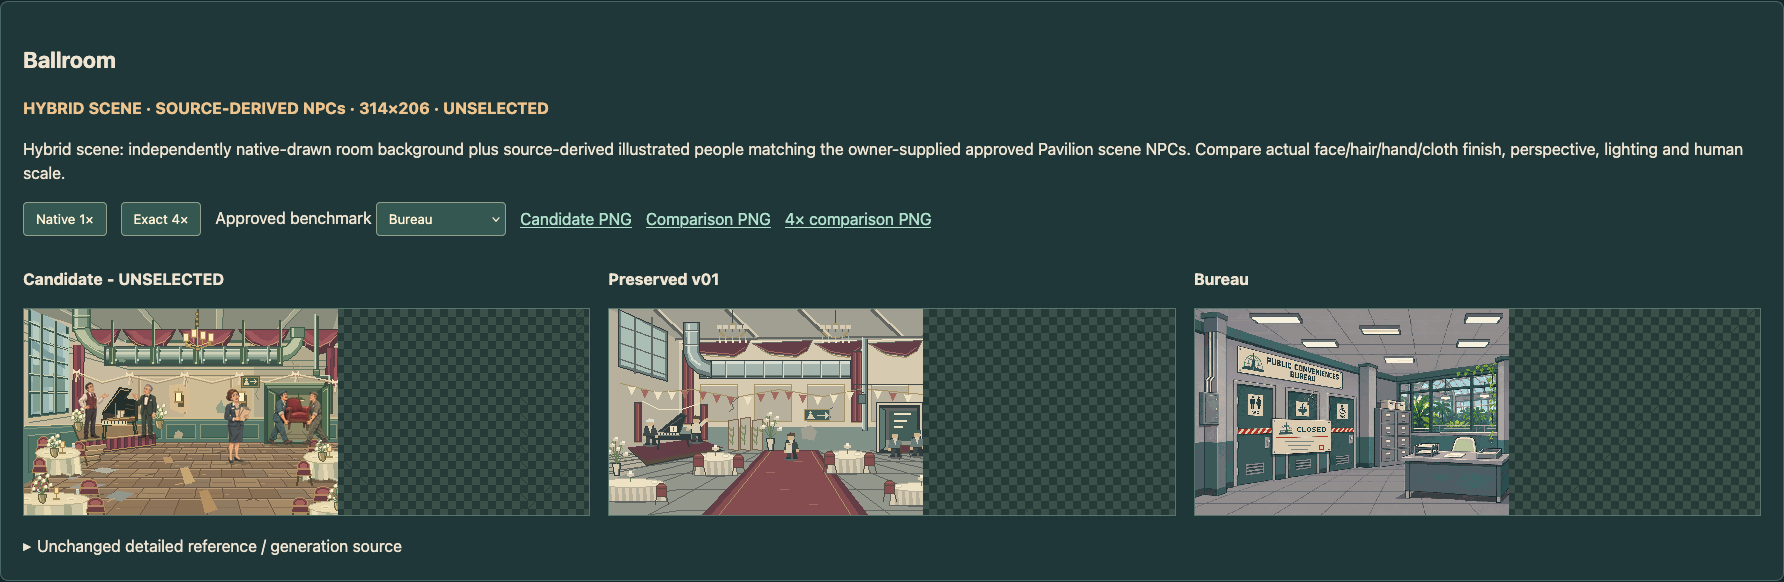 Ballroom
HYBRID SCENE · SOURCE-DERIVED NPCs · 314×206 · UNSELECTED
Hybrid scene: independently native-drawn room background plus source-derived illustrated people matching the owner-supplied approved Pavilion scene NPCs. Compare actual face/hair/hand/cloth finish, perspective, lighting and human
scale.
Native 1×
Exact 4×
Approved benchmark
Bureau
Candidate PNG
Comparison PNG
4× comparison PNG
Candidate - UNSELECTED
Preserved v01
Bureau
PUBLIC CONVENIENCES
BUREAU
CLOSED
▸ Unchanged detailed reference / generation source